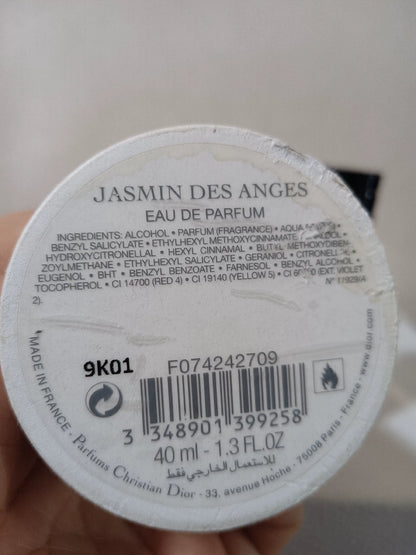 JASMIN DES ANGES
EAU DE PARFUM
INGREDIENTS: ALCOHOL • PARFUM (FRAGRANCE) • AQUA
BENZYL SALICYLATE • ETHYLHEXYL METHOXYCINNAMATE
HYDROXYCITRONELLAL • HEXYL CINNAMAL • BUTYL METHOXYDIBEN-
ZOYLMETHANE • ETHYLHEXYL SALICYLATE • GERANIOL •
EUGENOL • BHT • BENZYL BENZOATE • FARNESOL • BENZYL ALCOHOL •
TOCOPHEROL • CI 14700 (RED 4) • CI 19140 (YELLOW 5) • CI (EXT. VIOLET
2).
9K01 F074242709
3 348901 399258
40 ml - 1.3 FL.OZ
للاستعمال الخارجي فقط
*MADE IN FRANCE - Parfums Christian Dior - 33, avenue Hoche - 75008 Paris - France - www.dior.com